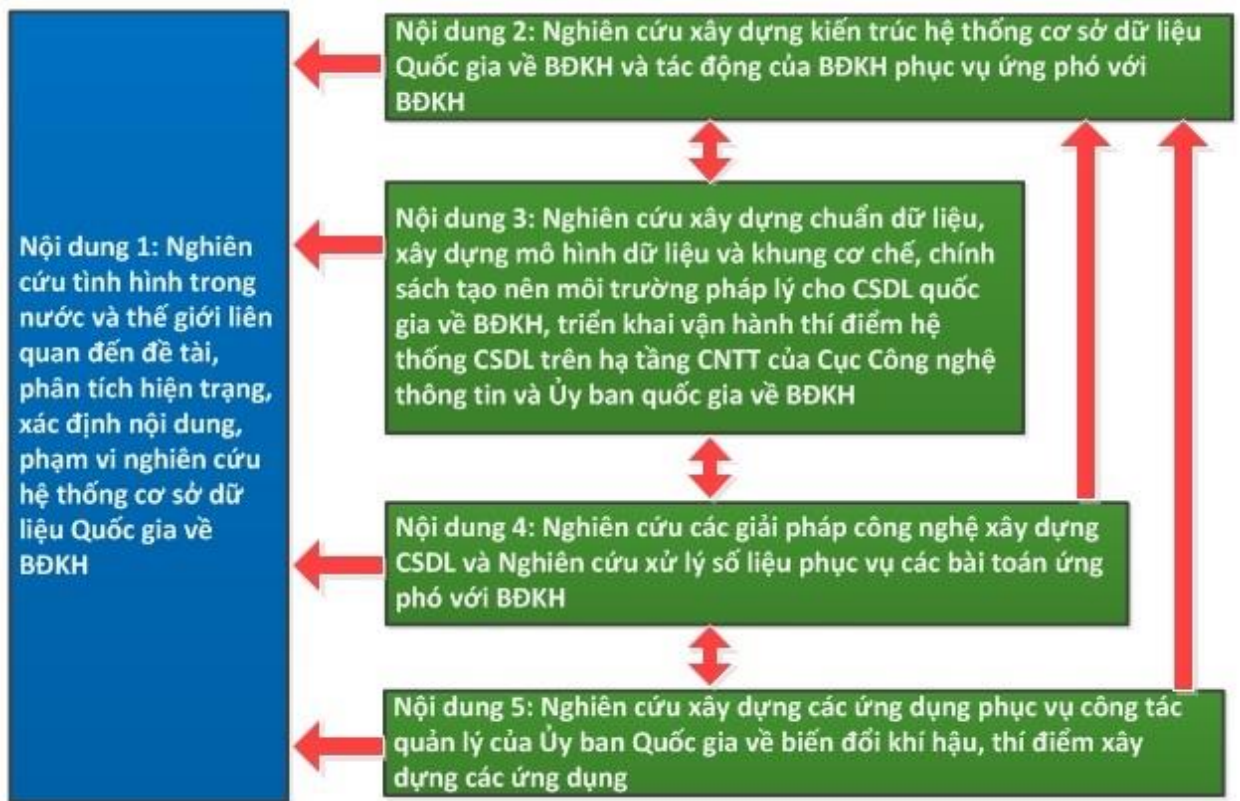 Nội dung 1: Nghiên
cứu tình hình trong
nước và thế giới liên
quan đến đề tài,
phân tích hiện trạng,
xác định nội dung,
phạm vi nghiên cứu
hệ thống cơ sở dữ
liệu Quốc gia về
BĐKH
Nội dung 2: Nghiên cứu xây dựng kiến trúc hệ thống cơ sở dữ liệu
Quốc gia về BĐKH và tác động của BĐKH phục vụ ứng phó với
BĐKH
Nội dung 3: Nghiên cứu xây dựng chuẩn dữ liệu,
xây dựng mô hình dữ liệu và khung cơ chế, chính
sách tạo nên môi trường pháp lý cho CSDL quốc
gia về BĐKH, triển khai vận hành thí điểm hệ
thống CSDL trên hạ tầng CNTT của Cục Công nghệ
thông tin và Ủy ban quốc gia về BĐKH
Nội dung 4: Nghiên cứu các giải pháp công nghệ xây dựng
CSDL và Nghiên cứu xử lý số liệu phục vụ các bài toán ứng
phó với BĐKH
Nội dung 5: Nghiên cứu xây dựng các ứng dụng phục vụ công tác
quản lý của Ủy ban Quốc gia về biến đổi khí hậu, thí điểm xây
dựng các ứng dụng